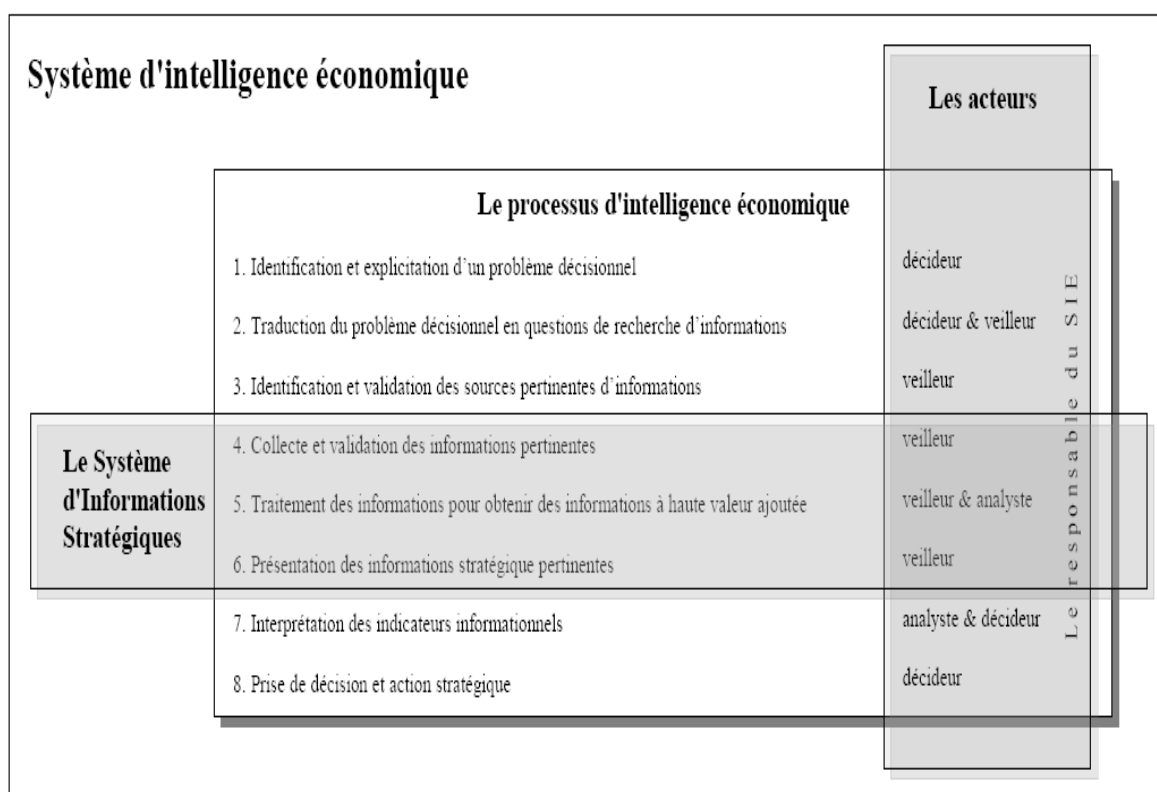 Système d'intelligence économique
Les acteurs
Le processus d'intelligence économique
1. Identification et explicitation d'un problème décisionnel
décideur
2. Traduction du problème décisionnel en questions de recherche d'informations
décideur & veilleur
3. Identification et validation des sources pertinentes d'informations
veilleur
Le Système
d'Informations
Stratégiques
4. Collecte et validation des informations pertinentes
veilleur
5. Traitement des informations pour obtenir des informations à haute valeur ajoutée
veilleur & analyste
6. Présentation des informations stratégique pertinentes
veilleur
7. Interprétation des indicateurs informationnels
analyste & décideur
8. Prise de décision et action stratégique
décideur
Le responsable du SIE